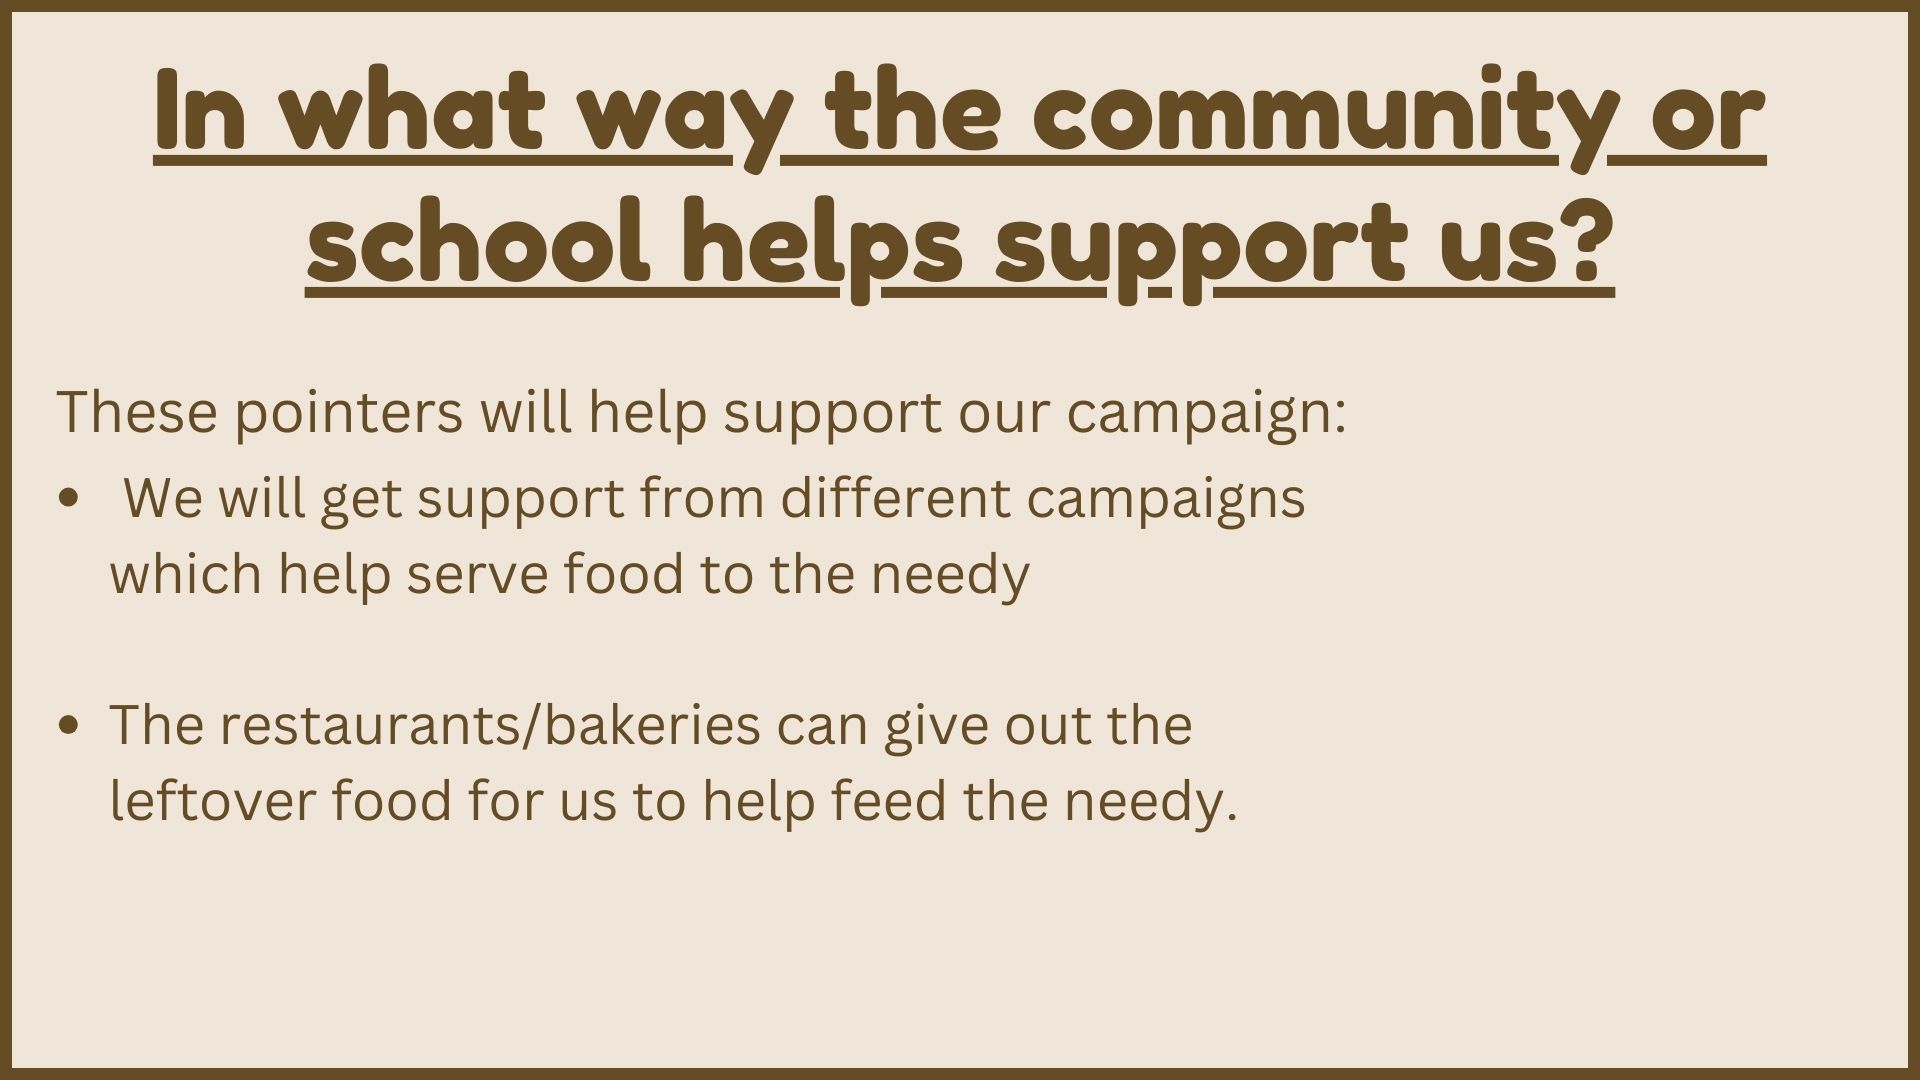 In what way the community or
school helps support us?
These pointers will help support our campaign:
• We will get support from different campaigns
which help serve food to the needy
• The restaurants/bakeries can give out the
leftover food for us to help feed the needy.